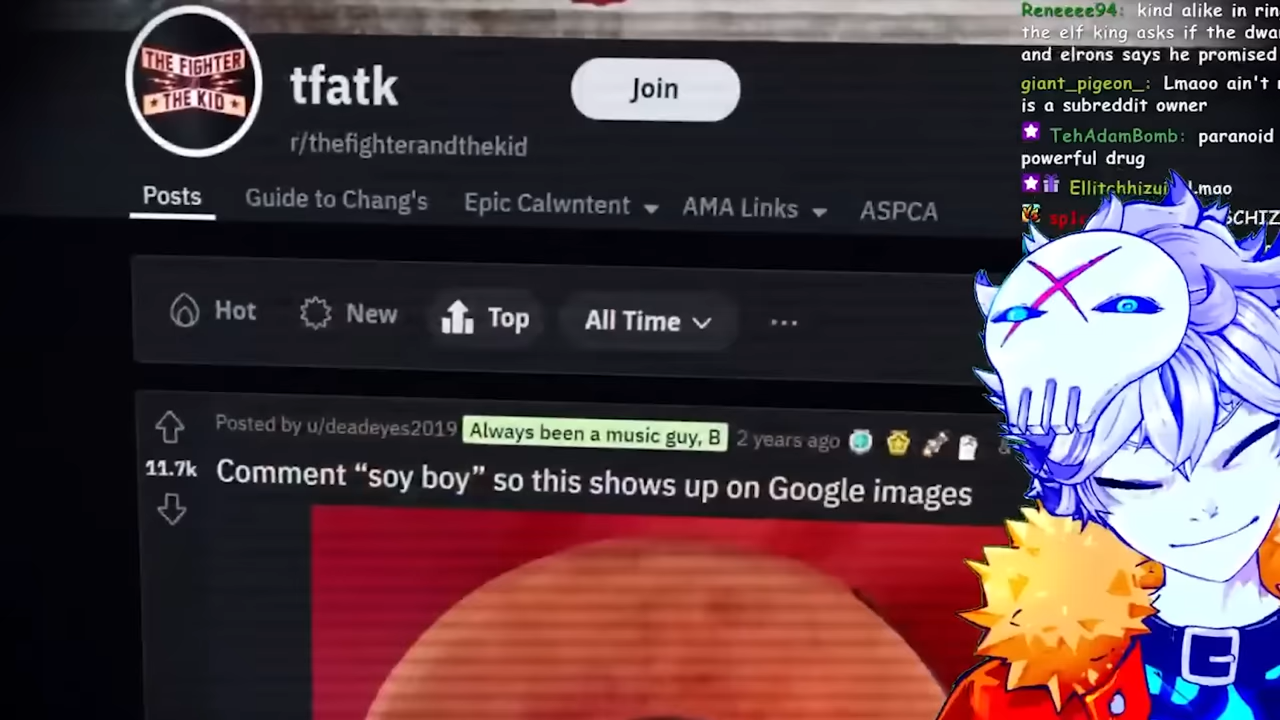 THE FIGHTER
THE KID
tfatk
Join
r/thefighterandthekid
Posts
Guide to Chang's
Epic Calwntent
AMA Links
ASPCA
Hot
New
Top
All Time
...
Posted by u/deadeyes2019
Always been a music guy, B
2 years ago
11.7k
Comment “soy boy” so this shows up on Google images
Reneeee94: kind alike in
the elf king asks if the
and elrons says he promised
giant_pigeon_: Lmaoo ain't
is a subreddit owner
TehAdamBomb: paranoid
powerful drug
Lmao